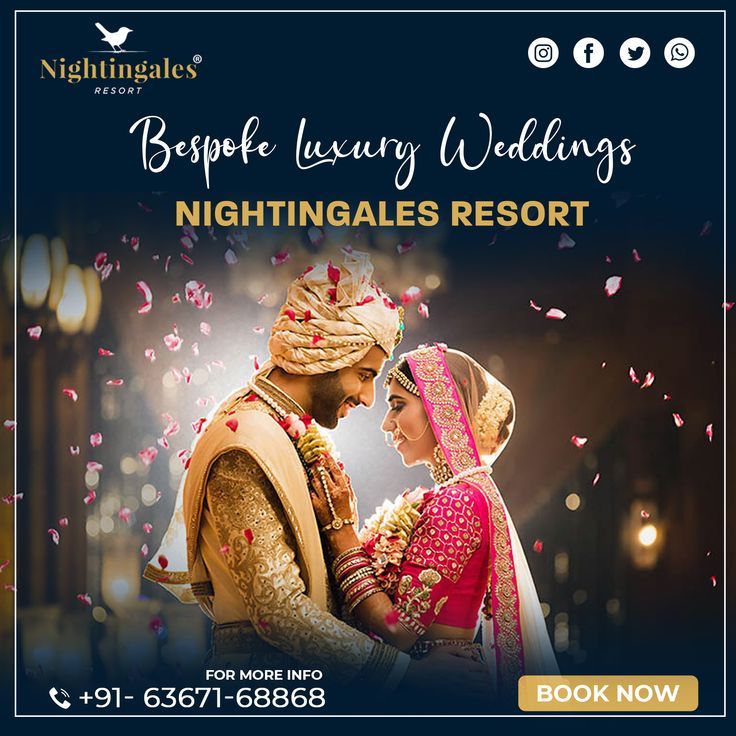 Nightingales®
RESORT
Bespoke Luxury Weddings
NIGHTINGALES RESORT
FOR MORE INFO
+91- 63671-68868
BOOK NOW